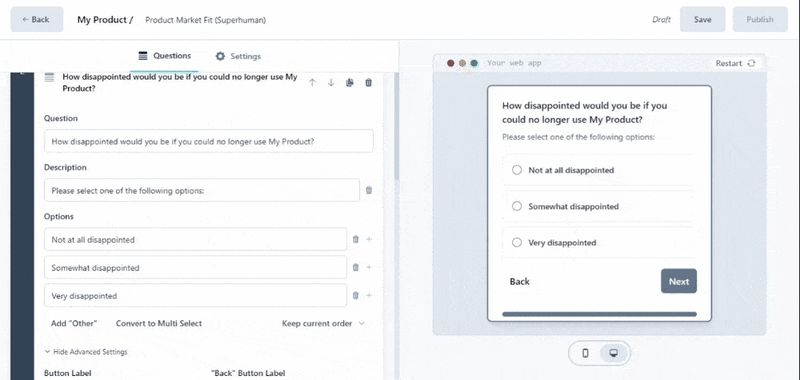 ← Back
My Product / Product Market Fit (Superhuman)
Draft
Save
Publish
Questions
Settings
How disappointed would you be if you could no longer use My
Product?
Question
How disappointed would you be if you could no longer use My Product?
Description
Please select one of the following options:
Options
Not at all disappointed
Somewhat disappointed
Very disappointed
Add "Other"
Convert to Multi Select
Keep current order
Hide Advanced Settings
Button Label
"Back" Button Label
Your web app
Restart
How disappointed would you be if you
could no longer use My Product?
Please select one of the following options:
Not at all disappointed
Somewhat disappointed
Very disappointed
Back
Next